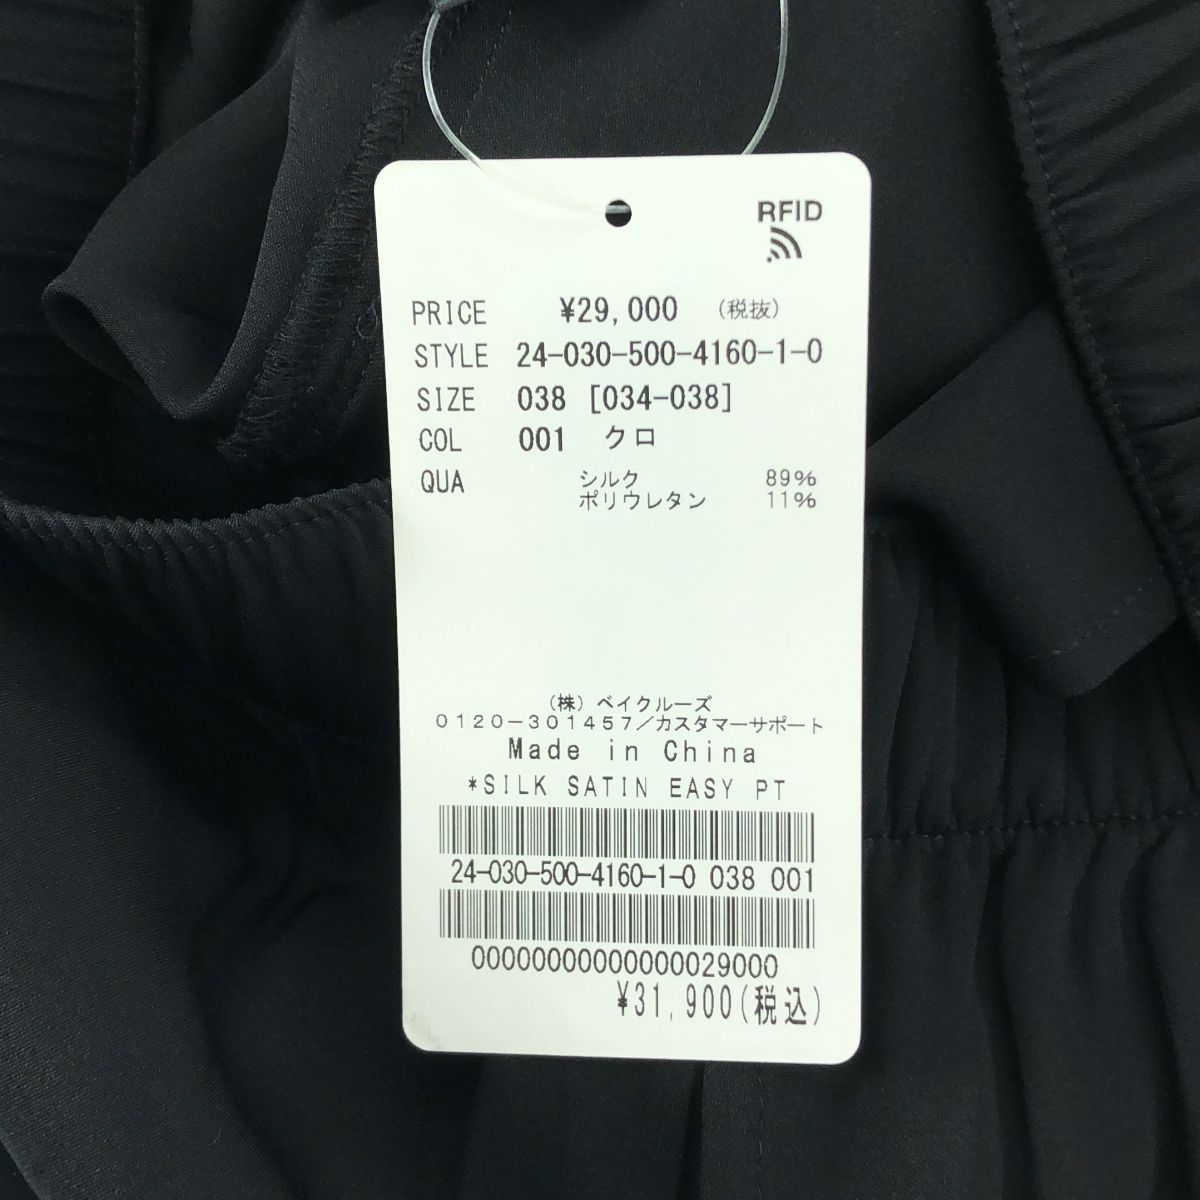 RFID
PRICE ¥29,000 (税抜)
STYLE 24-030-500-4160-1-0
SIZE 038 [034-038]
COL 001 クロ
QUA シルク 89%
ポリウレタン 11%
(株)ベイクルーズ
0120-301457/カスタマーサポート
Made in China
*SILK SATIN EASY PT
24-030-500-4160-1-0 038 001
00000000000000029000
¥31,900(税込)